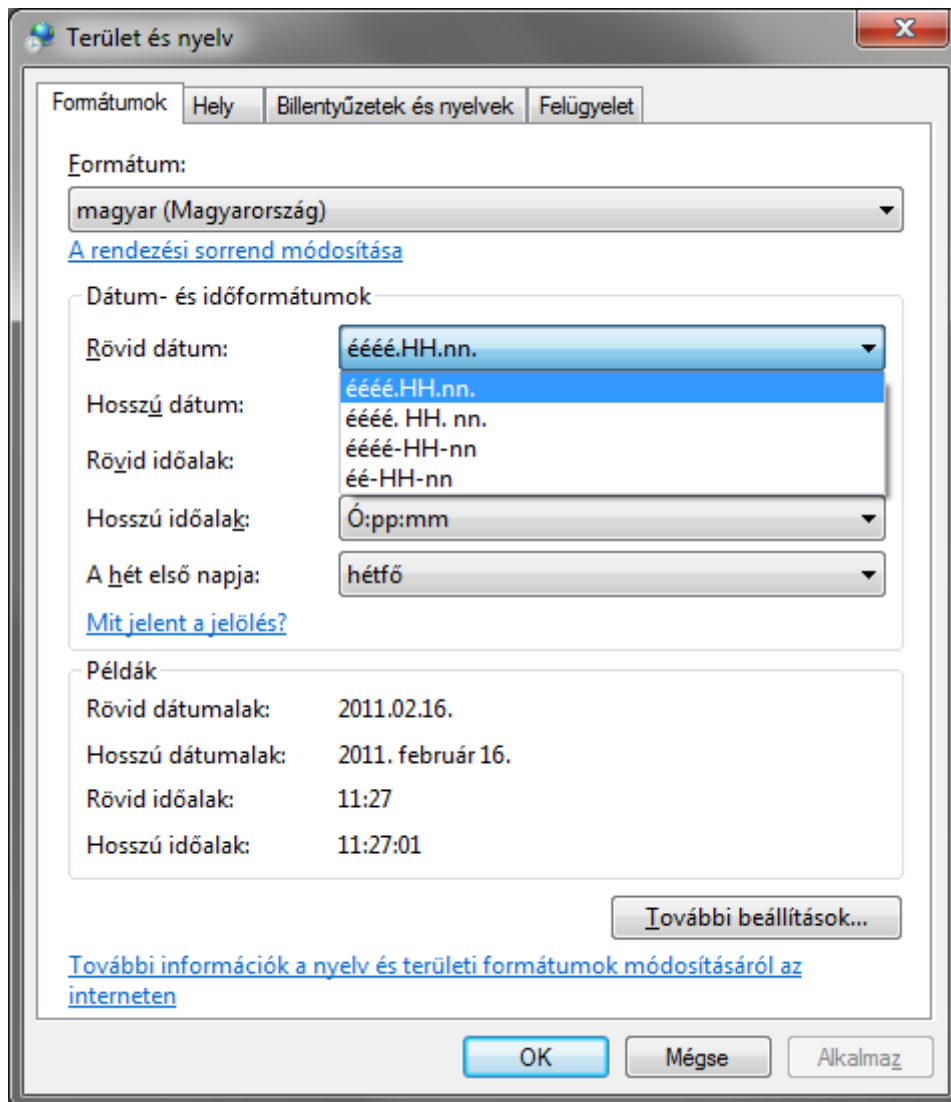 Terület és nyelv
Formátumok Hely Billentyűzetek és nyelvek Felügyelet
Formátum:
magyar (Magyarország)
A rendezési sorrend módosítása
Dátum- és időformátumok
Rövid dátum: éééé.HH.nn.
éééé.HH.nn.
Hosszú dátum: éééé. HH. nn.
éééé-HH-nn
Rövid időalak: éé-HH-nn
Hosszú időalak: Ó:pp:mm
A hét első napja: hétfő
Mit jelent a jelölés?
Példák
Rövid dátumalak: 2011.02.16.
Hosszú dátumalak: 2011. február 16.
Rövid időalak: 11:27
Hosszú időalak: 11:27:01
További beállítások...
További információk a nyelv és területi formátumok módosításáról az
interneten
OK Mégse Alkalmaz